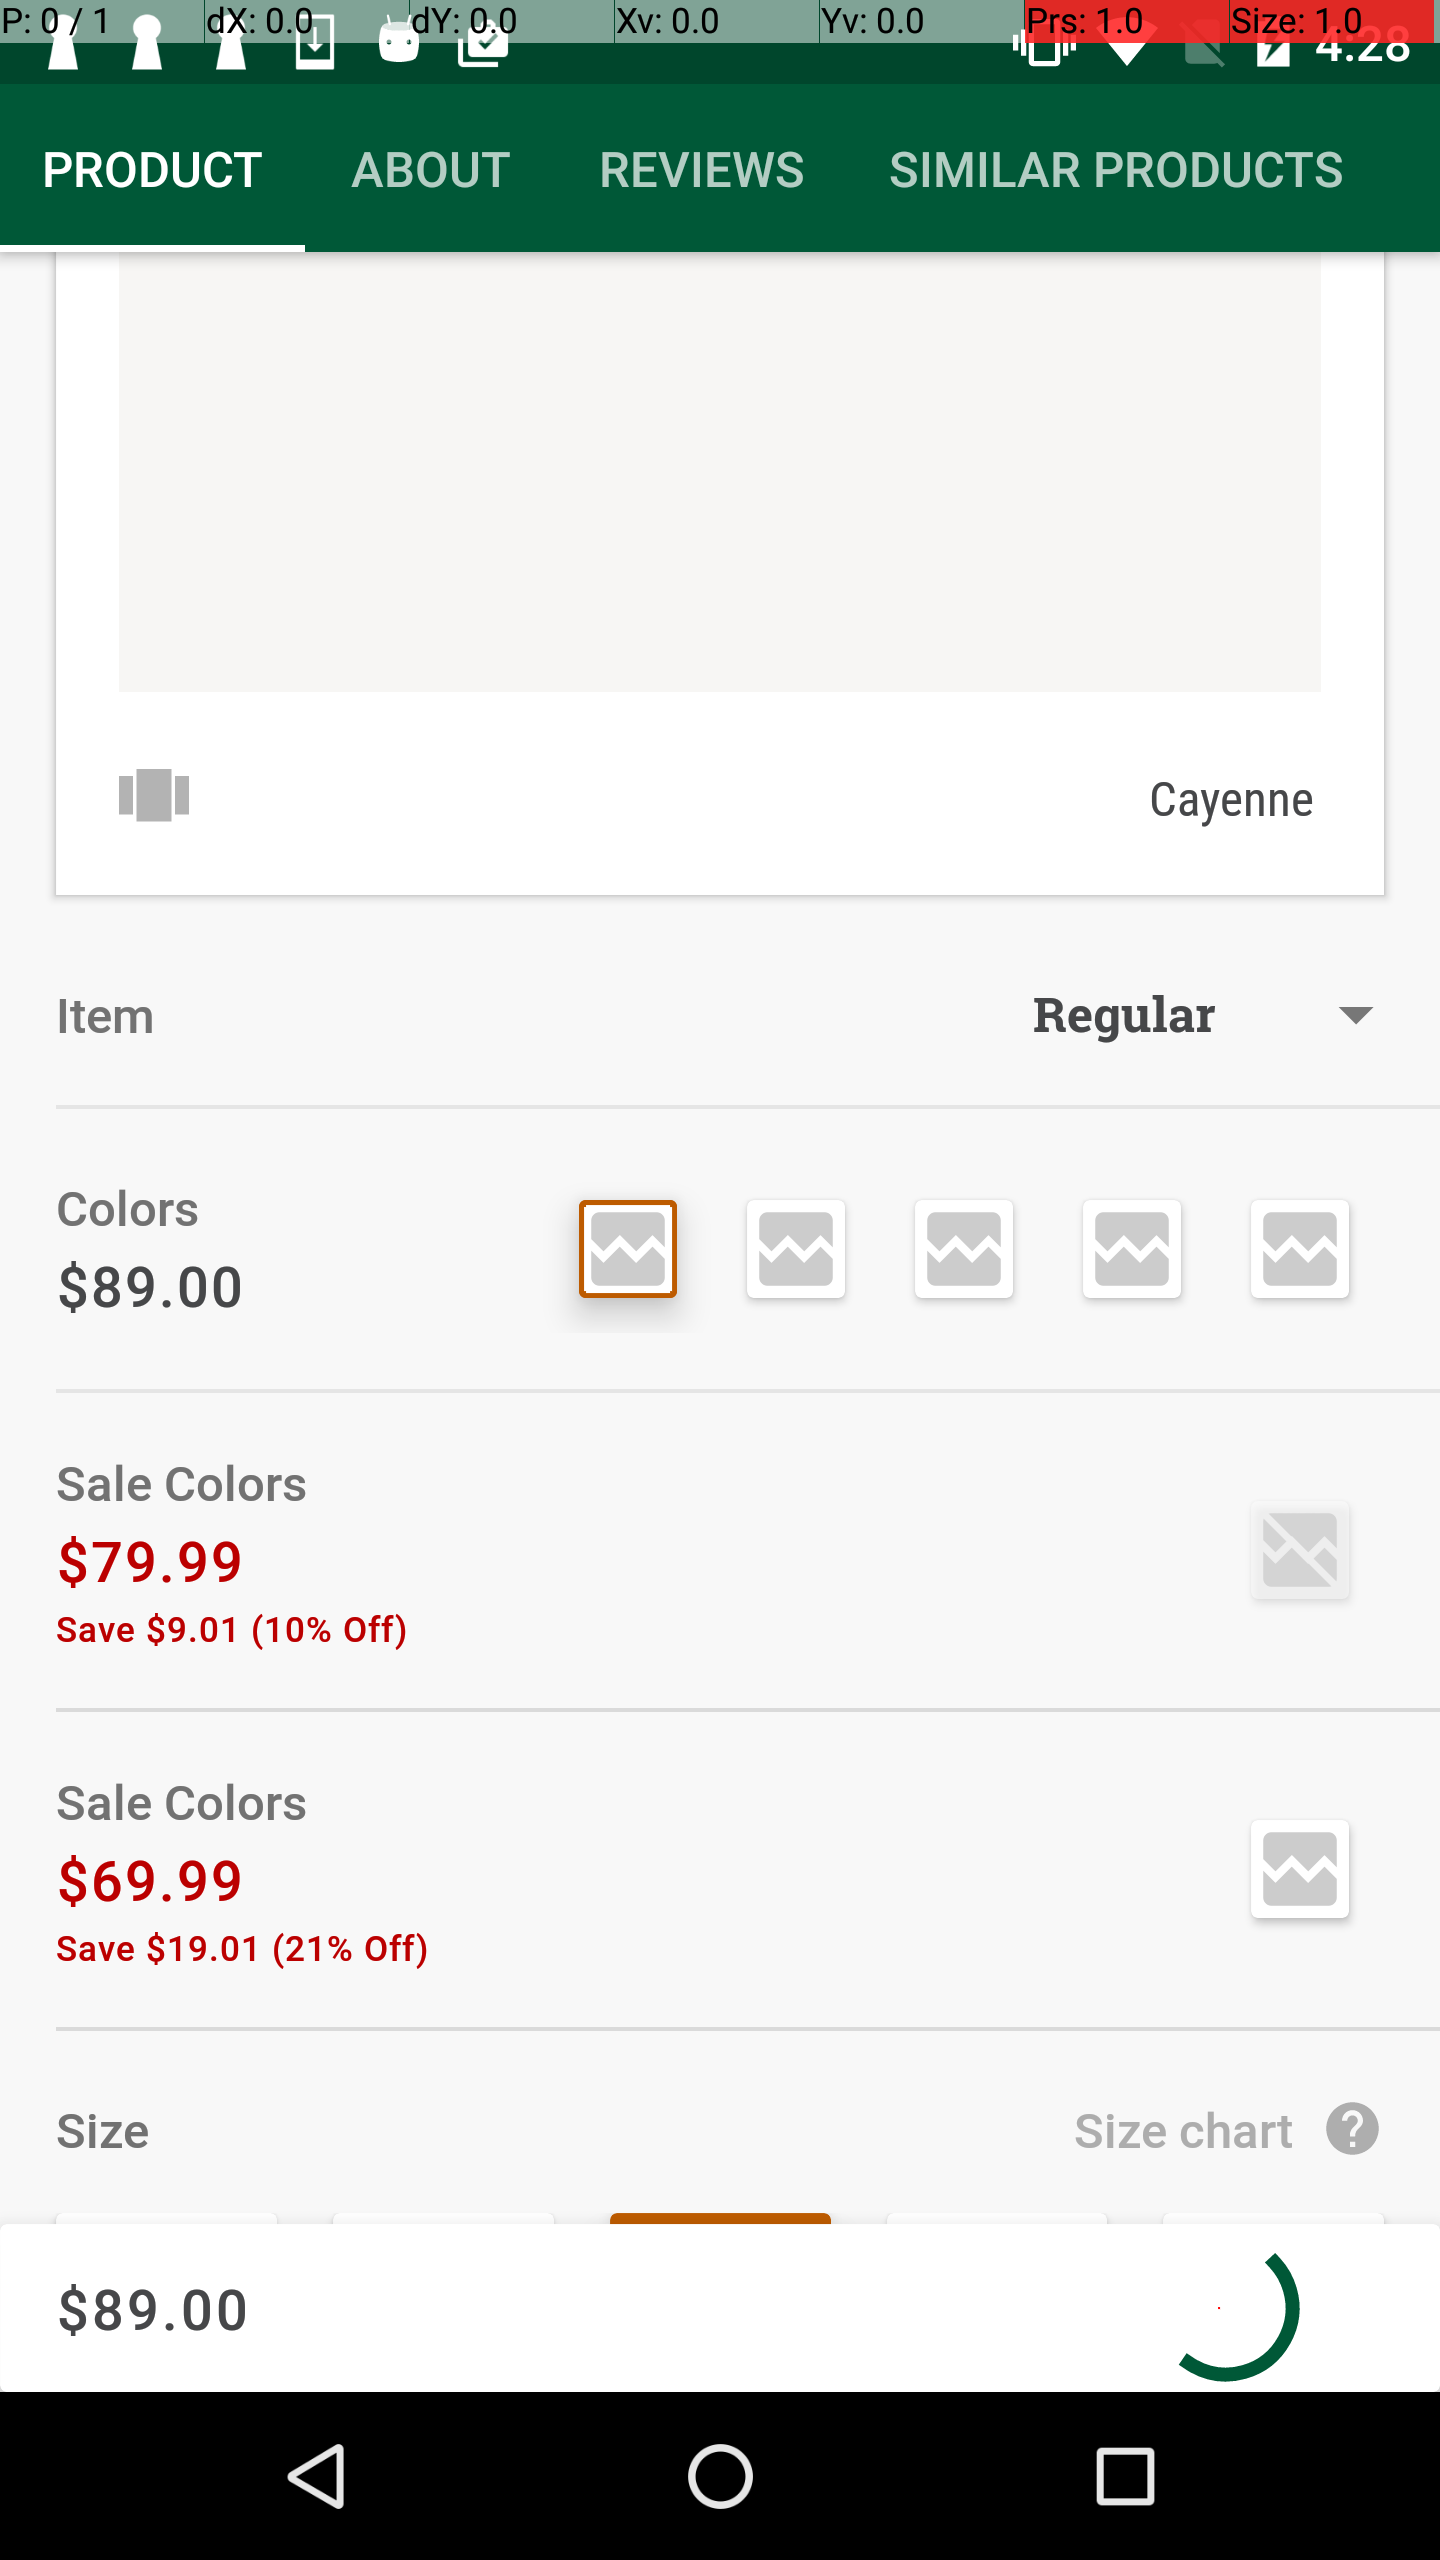 P: 0 / 1 dX: 0.0 dY: 0.0 Xv: 0.0 Yv: 0.0 Prs: 1.0 Size: 1.0
4:28
PRODUCT ABOUT REVIEWS SIMILAR PRODUCTS
Cayenne
Item Regular
Colors
$89.00
Sale Colors
$79.99
Save $9.01 (10% Off)
Sale Colors
$69.99
Save $19.01 (21% Off)
Size Size chart ?
$89.00